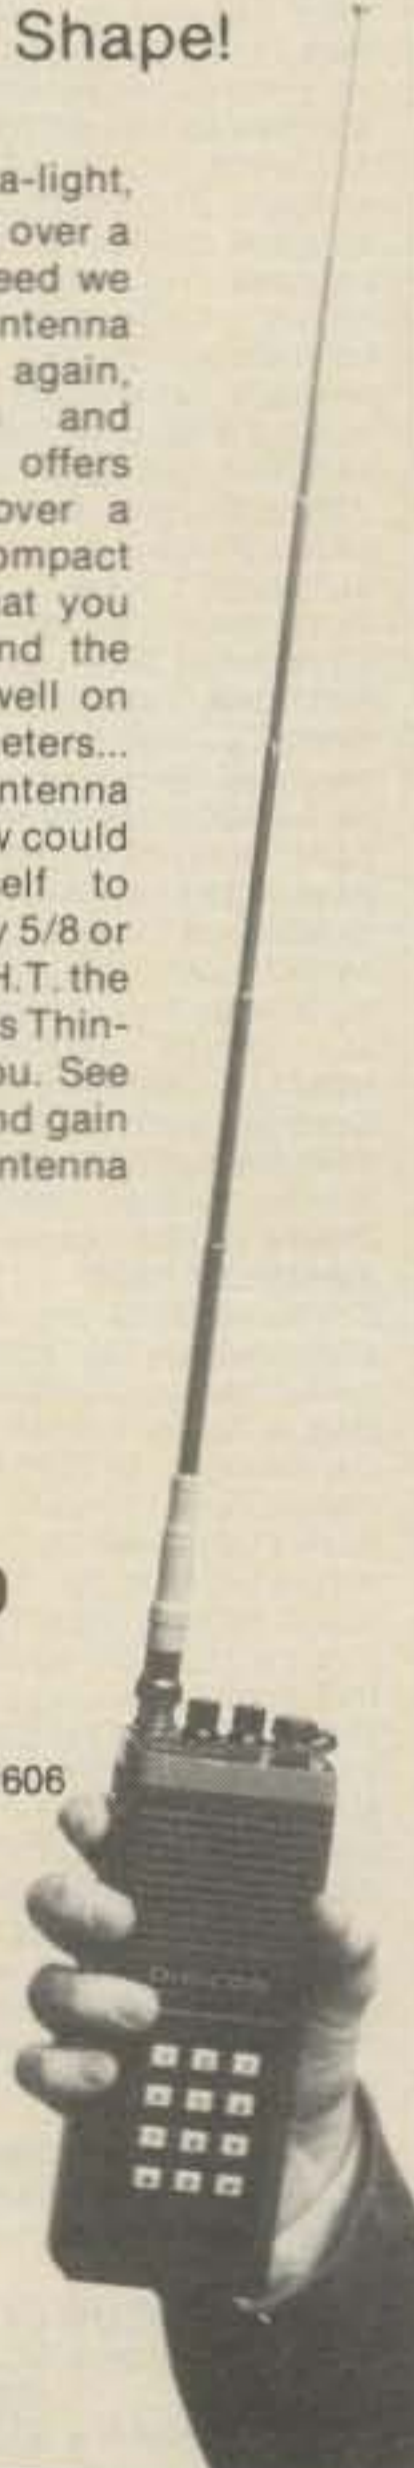 Shape!
a-light,
over a
eed we
ntenna
again,
and
offers
over a
ompact
at you
nd the
well on
eters...
ntenna
w could
elf to
y 5/8 or
H.T. the
s Thin-
ou. See
nd gain
ntenna
606